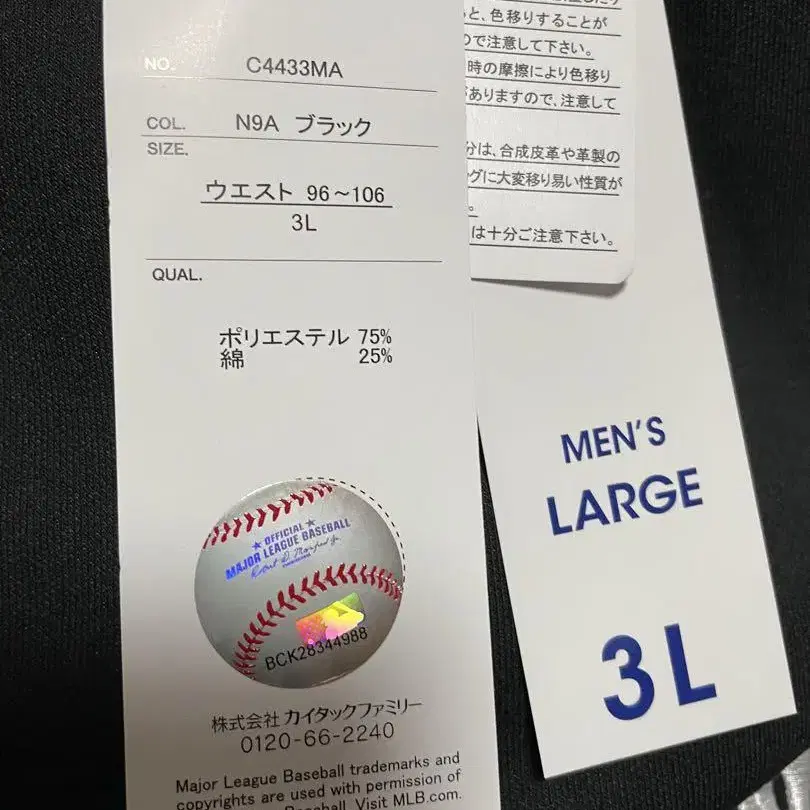 NO. C4433MA
COL. N9A ブラック
SIZE.
ウエスト 96～106
3L
QUAL.
ポリエステル 75%
綿 25%
OFFICIAL
MAJOR LEAGUE BASEBALL
BCK28344988
株式会社 カイタックファミリー
0120-66-2240
Major League Baseball trademarks and
copyrights are used with permission of
Baseball. Visit MLB.com.
と、色移りすることが
ので注意して下さい。
時の摩擦により色移り
がありますので、注意して
分は、合成皮革や革製の
グに大変移り易い性質が
。
は十分ご注意下さい。
MEN'S
LARGE
3L